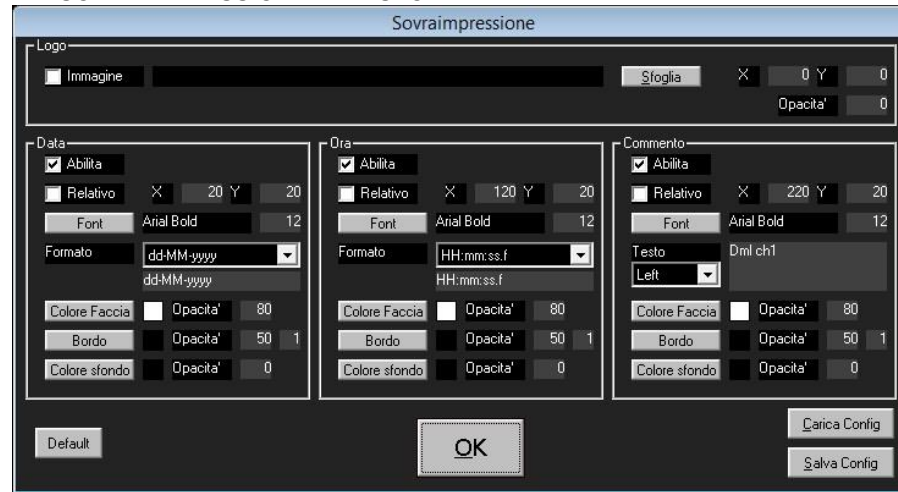 Sovraimpressione
Logo
Immagine Sfoglia X 0 Y 0
Opacita' 0
Data
Abilita
Relativo X 20 Y 20
Font Arial Bold 12
Formato dd-MM-yyyy
dd-MM-yyyy
Colore Faccia Opacita' 80
Bordo Opacita' 50 1
Colore sfondo Opacita' 0
Ora
Abilita
Relativo X 120 Y 20
Font Arial Bold 12
Formato HH:mm:ss.f
HH:mm:ss.f
Colore Faccia Opacita' 80
Bordo Opacita' 50 1
Colore sfondo Opacita' 0
Commento
Abilita
Relativo X 220 Y 20
Font Arial Bold 12
Testo Dml ch1
Left
Colore Faccia Opacita' 80
Bordo Opacita' 50 1
Colore sfondo Opacita' 0
Default
OK
Carica Config
Salva Config